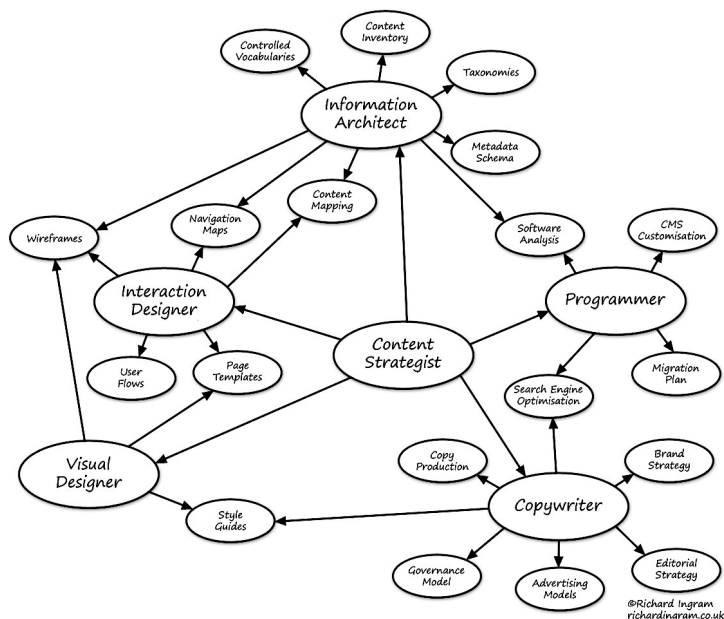 Content
Inventory
Controlled
Vocabularies
Taxonomies
Information
Architect
Metadata
Schema
Content
Mapping
Navigation
Maps
Wireframes
Software
Analysis
CMS
Customisation
Interaction
Designer
Programmer
Content
Strategist
User
Flows
Page
Templates
Migration
Plan
Search Engine
Optimisation
Visual
Designer
Copy
Production
Brand
Strategy
Copywriter
Style
Guides
Governance
Model
Advertising
Models
Editorial
Strategy
©Richard Ingram
richardingram.co.uk